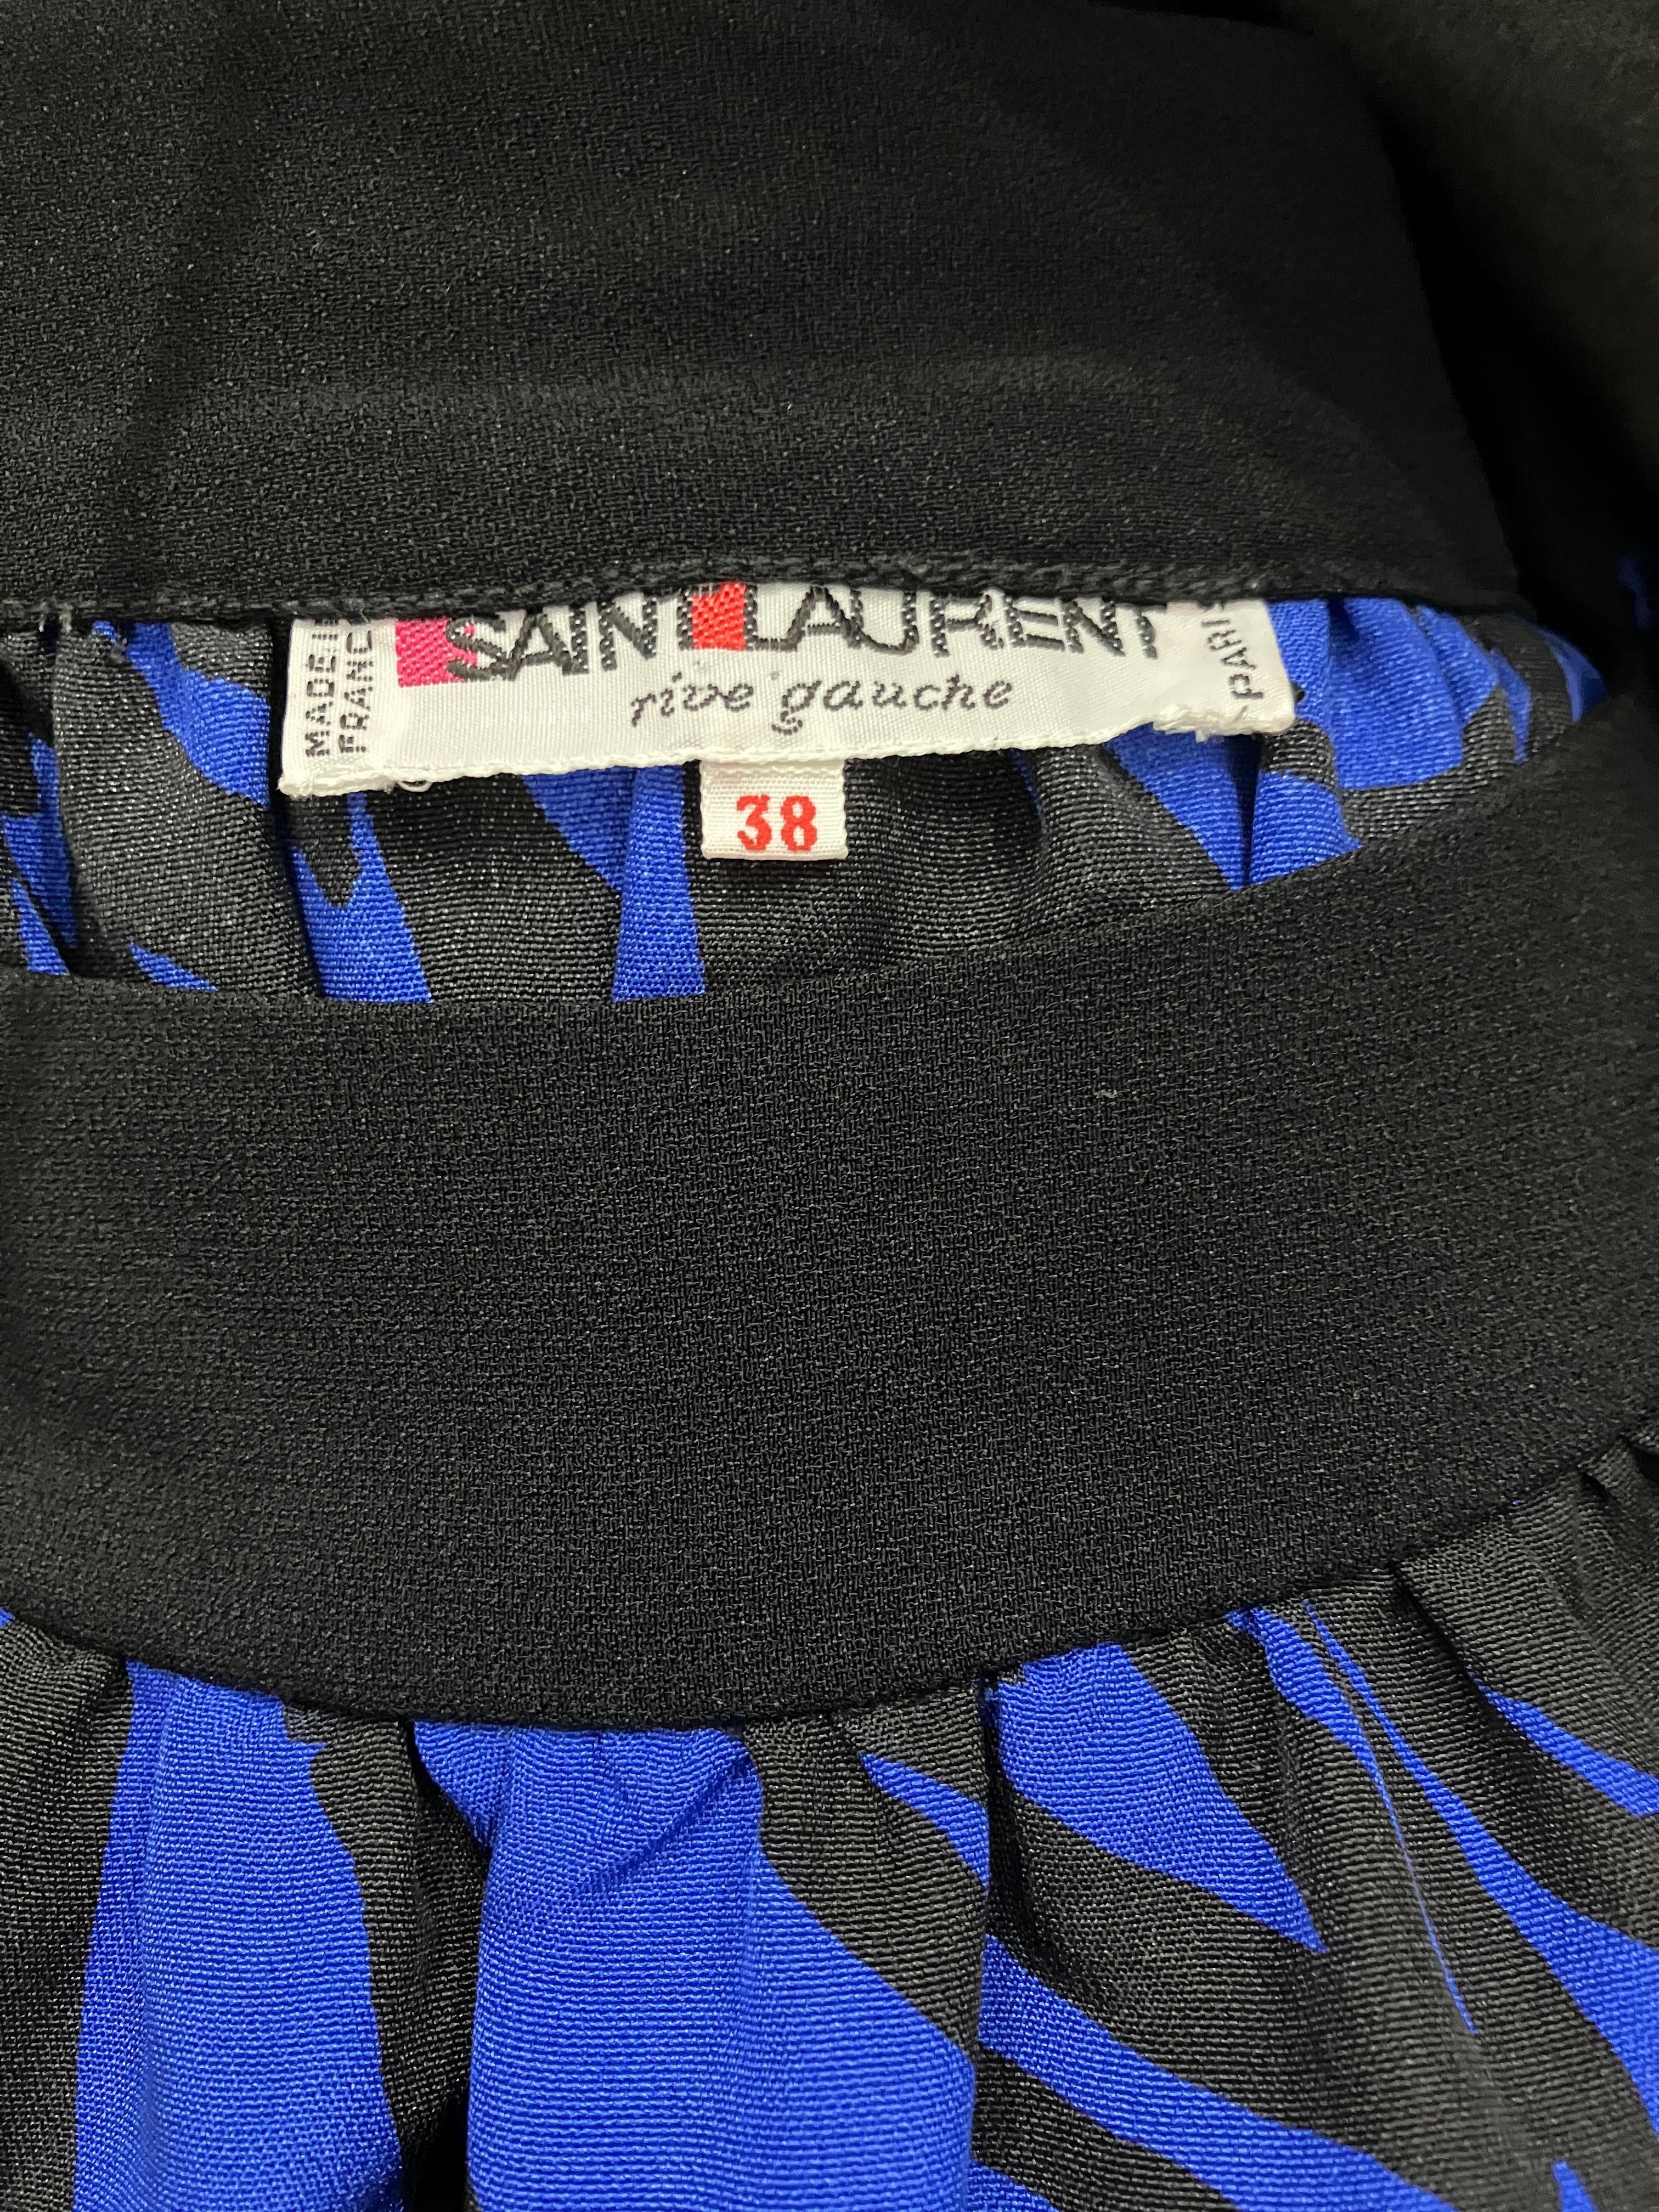 MADE IN
FRANCE
SAINT LAURENT
rive gauche
PARIS
38